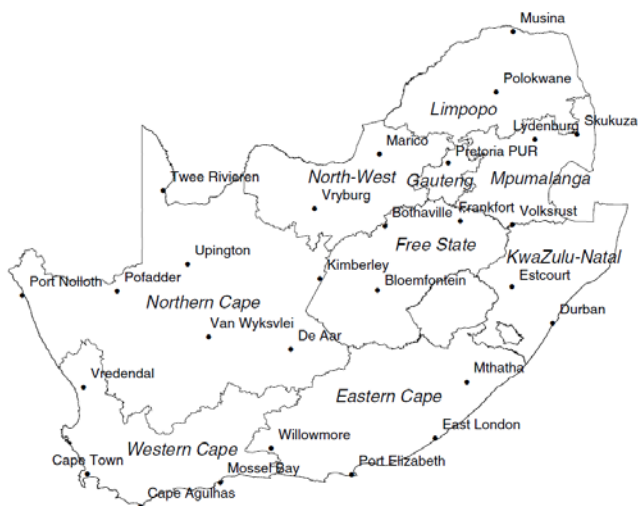 Musina
Polokwane
Limpopo
Lydenburg
Skukuza
Marico
Pretoria PUR
Twee Rivieren
North-West
Gauteng
Mpumalanga
Vryburg
Bothaville
Frankfort
Volksrust
Free State
KwaZulu-Natal
Upington
Kimberley
Port Nolloth
Pofadder
Bloemfontein
Estcourt
Northern Cape
Durban
Van Wyksvlei
De Aar
Mthatha
Vredendal
Eastern Cape
East London
Western Cape
Willowmore
Cape Town
Mossel Bay
Port Elizabeth
Cape Agulhas